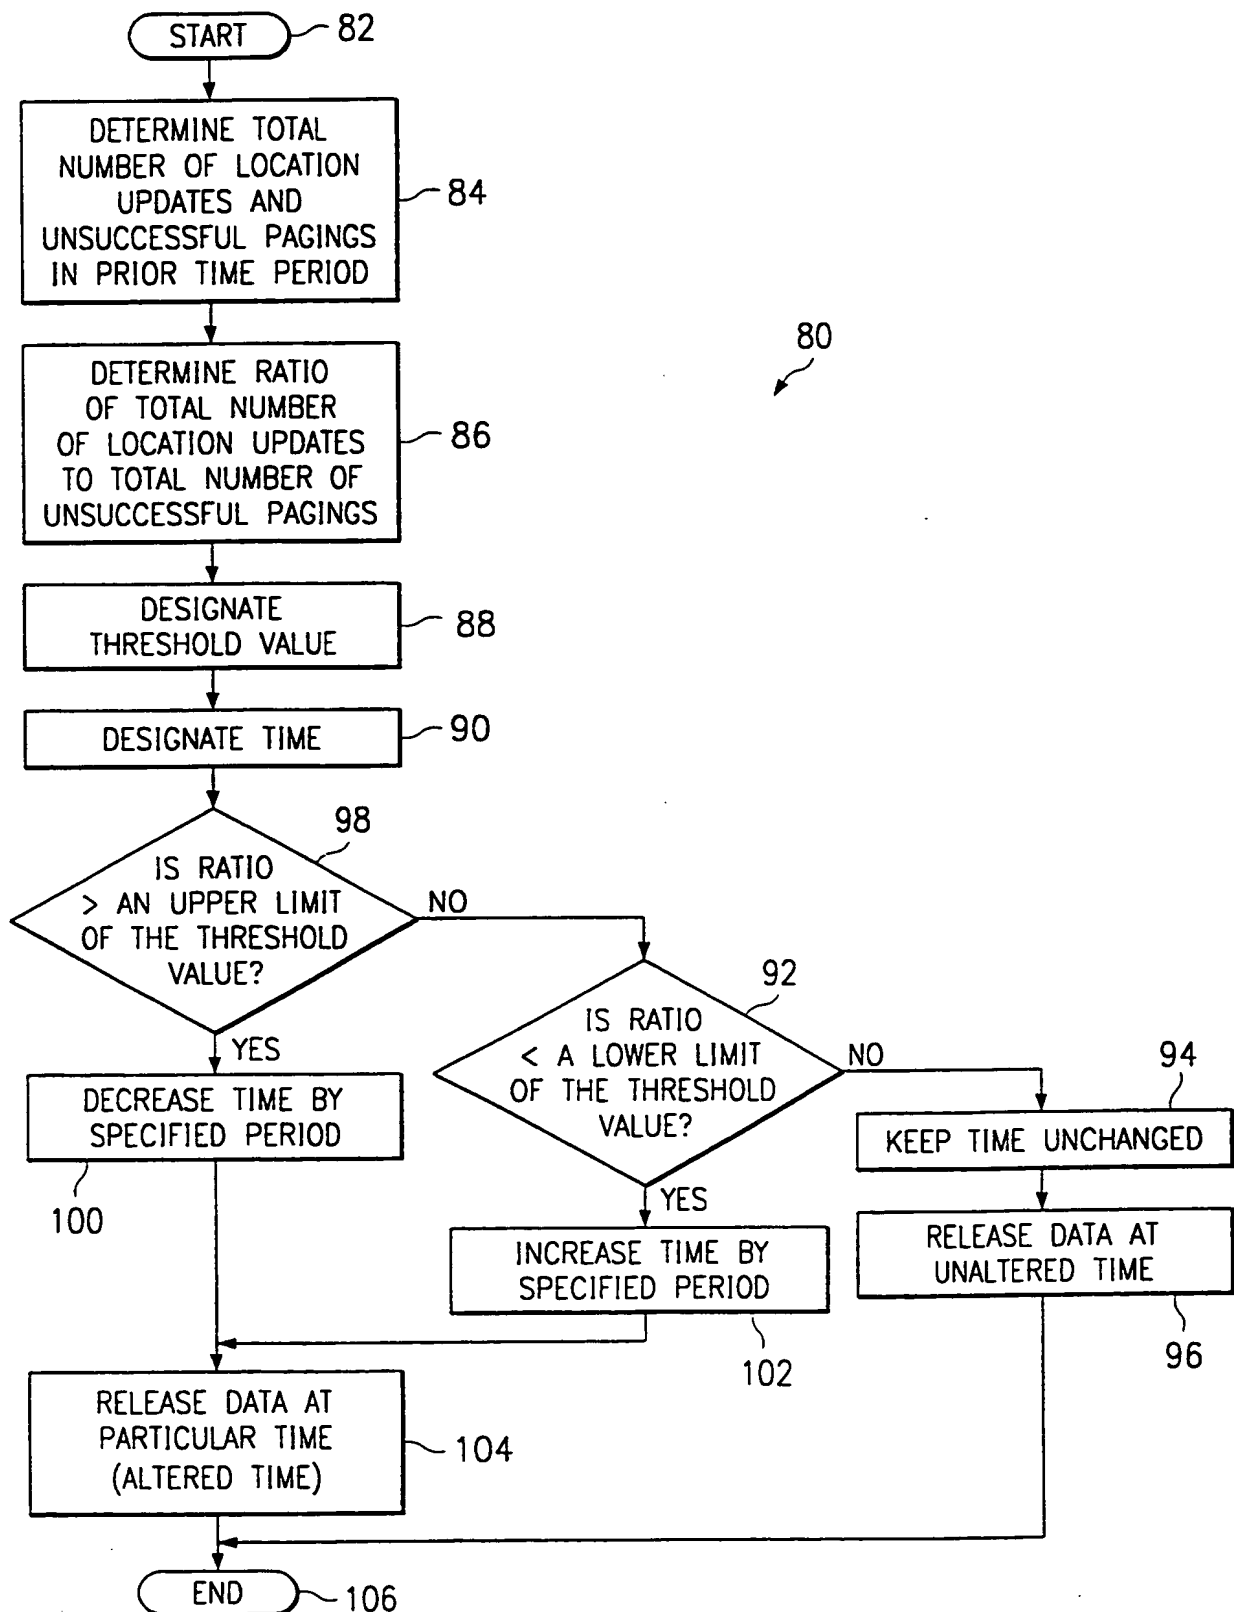 START
82
DETERMINE TOTAL
NUMBER OF LOCATION
UPDATES AND
UNSUCCESSFUL PAGINGS
IN PRIOR TIME PERIOD
84
80
DETERMINE RATIO
OF TOTAL NUMBER
OF LOCATION UPDATES
TO TOTAL NUMBER OF
UNSUCCESSFUL PAGINGS
86
DESIGNATE
THRESHOLD VALUE
88
DESIGNATE TIME
90
98
IS RATIO
> AN UPPER LIMIT
OF THE THRESHOLD
VALUE?
NO
YES
92
IS RATIO
< A LOWER LIMIT
OF THE THRESHOLD
VALUE?
NO
YES
94
KEEP TIME UNCHANGED
DECREASE TIME BY
SPECIFIED PERIOD
100
INCREASE TIME BY
SPECIFIED PERIOD
102
RELEASE DATA AT
UNALTERED TIME
96
RELEASE DATA AT
PARTICULAR TIME
(ALTERED TIME)
104
END
106